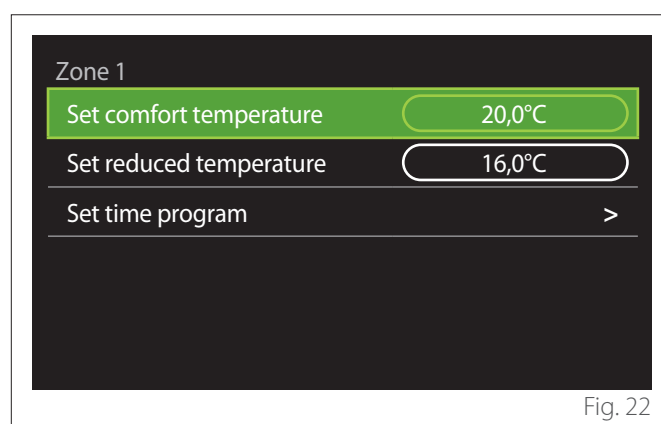 Zone 1
Set comfort temperature 20,0°C
Set reduced temperature 16,0°C
Set time program >
Fig. 22